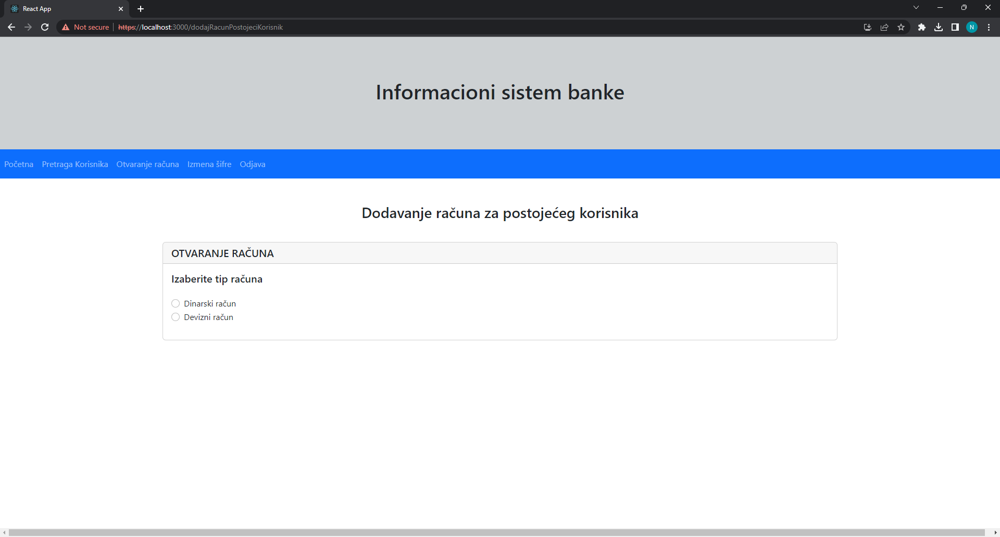 React App
Not secure https://localhost:3000/dodajRacunPostojeciKorisnik N
Informacioni sistem banke
Početna Pretraga Korisnika Otvaranje računa Izmena šifre Odjava
Dodavanje računa za postojećeg korisnika
OTVARANJE RAČUNA
Izaberite tip računa
Dinarski račun
Devizni račun